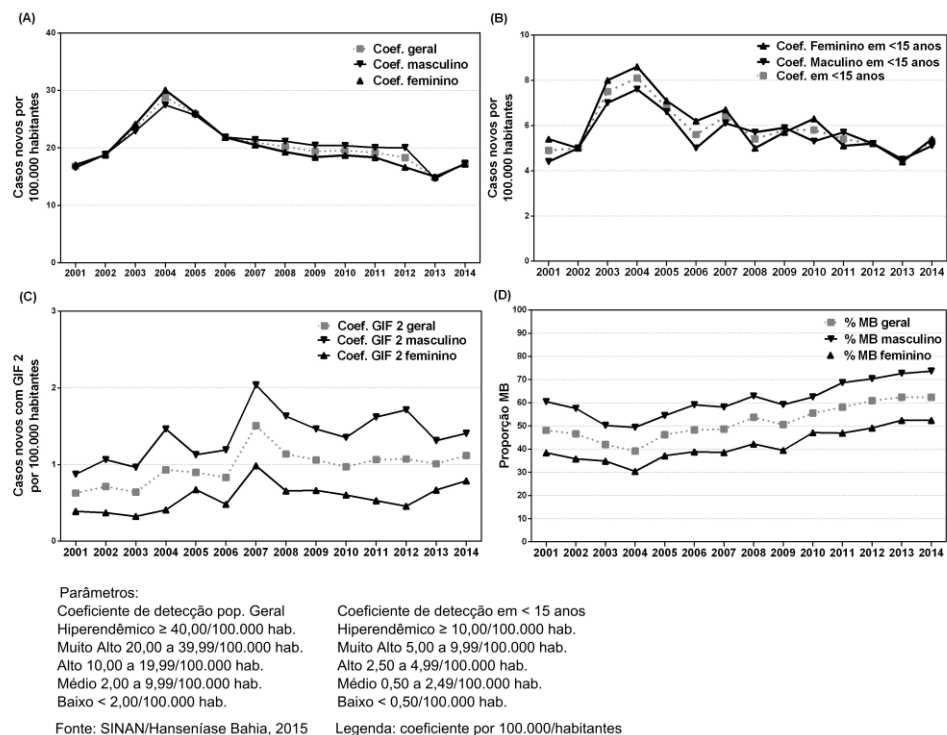 (A)
Casos novos por
100.000 habitantes
40
30
20
10
0
Coef. geral
Coef. masculino
Coef. feminino
2001 2002 2003 2004 2005 2006 2007 2008 2009 2010 2011 2012 2013 2014
(B)
Casos novos por
100.000 habitantes
10
8
6
4
2
0
Coef. Feminino em <15 anos
Coef. Maculino em <15 anos
Coef. em <15 anos
2001 2002 2003 2004 2005 2006 2007 2008 2009 2010 2011 2012 2013 2014
(C)
Casos novos com GIF 2
por 100.000 habitantes
3
2
1
0
Coef. GIF 2 geral
Coef. GIF 2 masculino
Coef. GIF 2 feminino
2001 2002 2003 2004 2005 2006 2007 2008 2009 2010 2011 2012 2013 2014
(D)
Proporção MB
100
90
80
70
60
50
40
30
20
10
0
% MB geral
% MB masculino
% MB feminino
2001 2002 2003 2004 2005 2006 2007 2008 2009 2010 2011 2012 2013 2014
Parâmetros:
Coeficiente de detecção pop. Geral
Hiperendêmico ≥ 40,00/100.000 hab.
Muito Alto 20,00 a 39,99/100.000 hab.
Alto 10,00 a 19,99/100.000 hab.
Médio 2,00 a 9,99/100.000 hab.
Baixo < 2,00/100.000 hab.
Coeficiente de detecção em < 15 anos
Hiperendêmico ≥ 10,00/100.000 hab.
Muito Alto 5,00 a 9,99/100.000 hab.
Alto 2,50 a 4,99/100.000 hab.
Médio 0,50 a 2,49/100.000 hab.
Baixo < 0,50/100.000 hab.
Fonte: SINAN/Hanseníase Bahia, 2015 Legenda: coeficiente por 100.000/habitantes